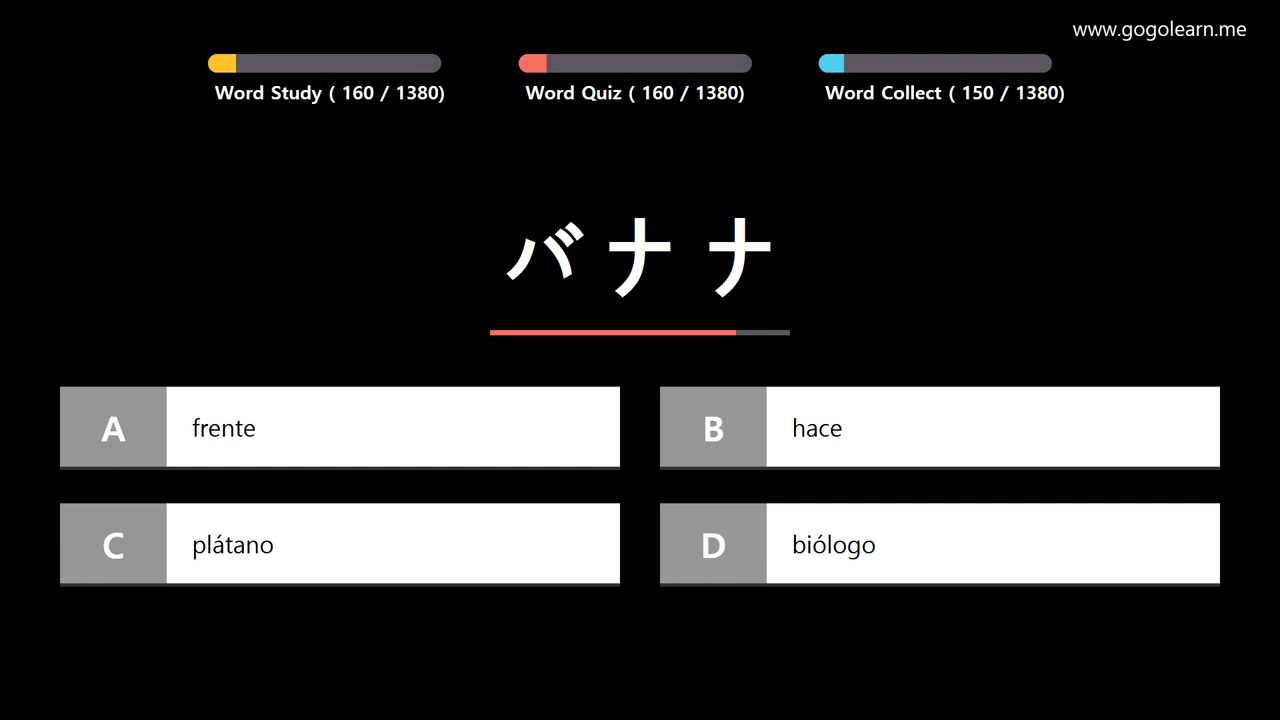 www.gogolearn.me
Word Study ( 160 / 1380)
Word Quiz ( 160 / 1380)
Word Collect ( 150 / 1380)
バナナ
A frente
B hace
C plátano
D biólogo